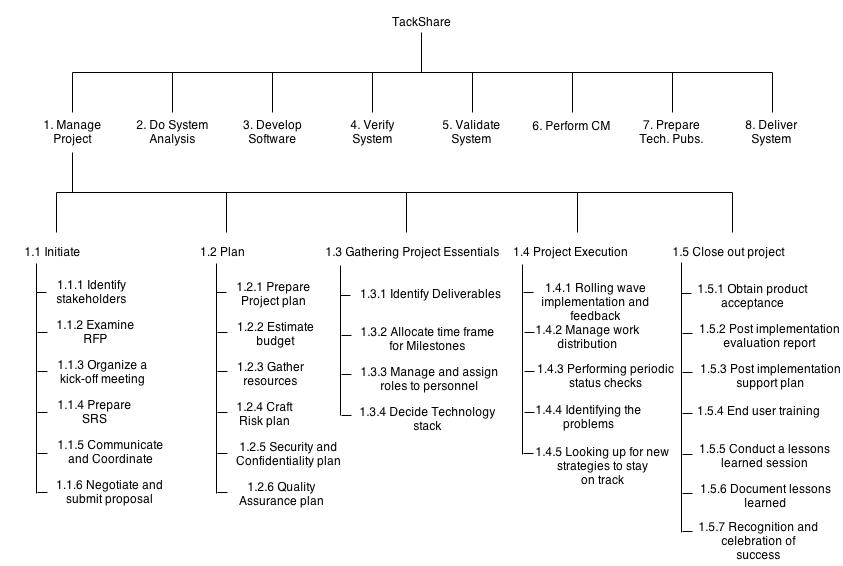 TackShare
1. Manage
Project
2. Do System
Analysis
3. Develop
Software
4. Verify
System
5. Validate
System
6. Perform CM
7. Prepare
Tech. Pubs.
8. Deliver
System
1.1 Initiate
1.1.1 Identify
stakeholders
1.1.2 Examine
RFP
1.1.3 Organize a
kick-off meeting
1.1.4 Prepare
SRS
1.1.5 Communicate
and Coordinate
1.1.6 Negotiate and
submit proposal
1.2 Plan
1.2.1 Prepare
Project plan
1.2.2 Estimate
budget
1.2.3 Gather
resources
1.2.4 Craft
Risk plan
1.2.5 Security and
Confidentiality plan
1.2.6 Quality
Assurance plan
1.3 Gathering Project Essentials
1.3.1 Identify Deliverables
1.3.2 Allocate time frame
for Milestones
1.3.3 Manage and assign
roles to personnel
1.3.4 Decide Technology
stack
1.4 Project Execution
1.4.1 Rolling wave
implementation and
feedback
1.4.2 Manage work
distribution
1.4.3 Performing periodic
status checks
1.4.4 Identifying the
problems
1.4.5 Looking up for new
strategies to stay
on track
1.5 Close out project
1.5.1 Obtain product
acceptance
1.5.2 Post implementation
evaluation report
1.5.3 Post implementation
support plan
1.5.4 End user training
1.5.5 Conduct a lessons
learned session
1.5.6 Document lessons
learned
1.5.7 Recognition and
celebration of
success